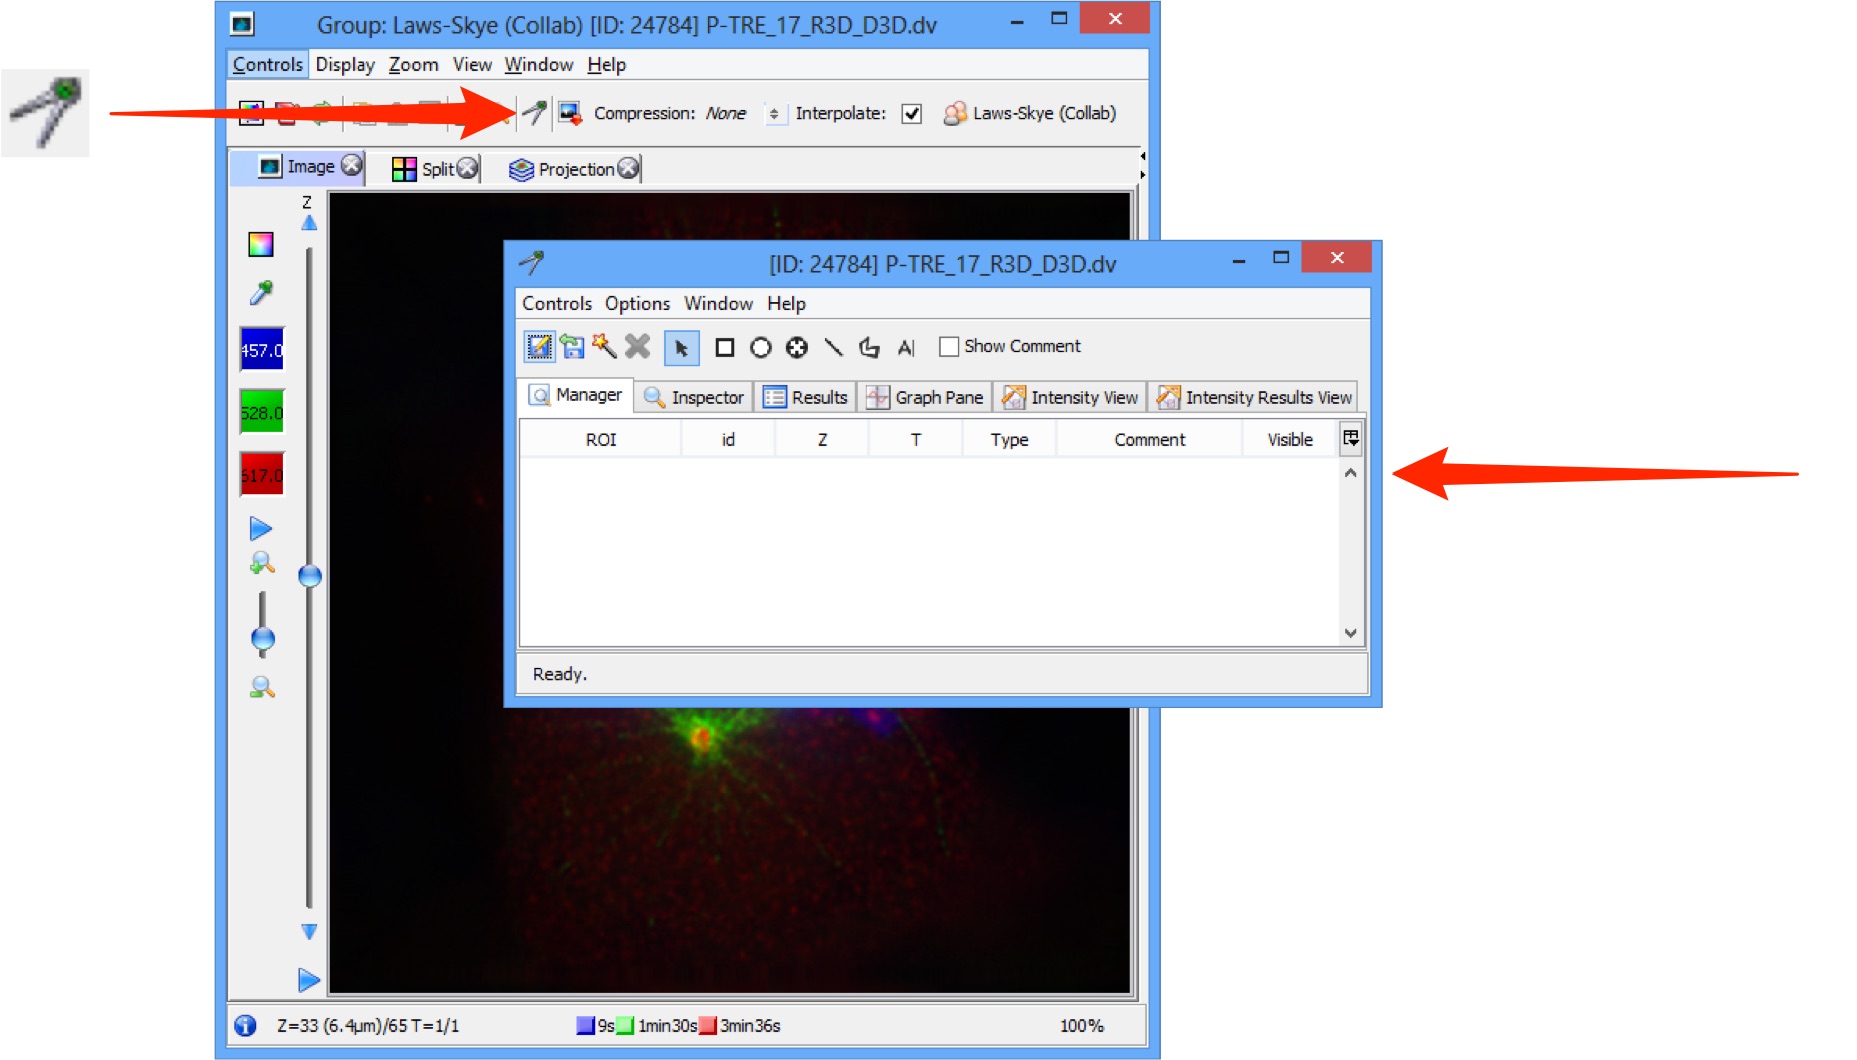 Group: Laws-Skye (Collab) [ID: 24784] P-TRE_17_R3D_D3D.dv
Controls Display Zoom View Window Help
Compression: None Interpolate: Laws-Skye (Collab)
Image Split Projection
Z
457.0
528.0
617.0
[ID: 24784] P-TRE_17_R3D_D3D.dv
Controls Options Window Help
A Show Comment
Manager Inspector Results Graph Pane Intensity View Intensity Results View
ROI id Z T Type Comment Visible
Ready.
Z=33 (6.4µm)/65 T=1/1 9s 1min30s 3min36s 100%